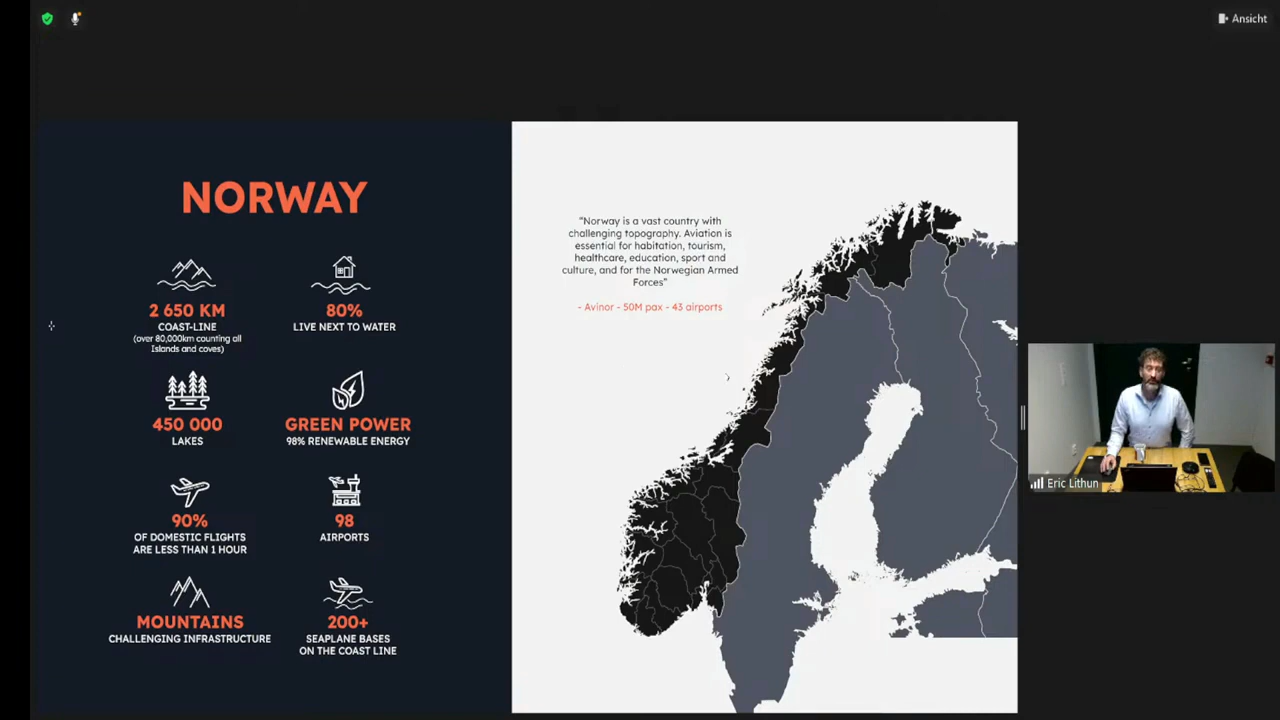 Ansicht
NORWAY
2 650 KM
COAST-LINE
(over 80,000km counting all
Islands and coves)
80%
LIVE NEXT TO WATER
450 000
LAKES
GREEN POWER
98% RENEWABLE ENERGY
90%
OF DOMESTIC FLIGHTS
ARE LESS THAN 1 HOUR
98
AIRPORTS
MOUNTAINS
CHALLENGING INFRASTRUCTURE
200+
SEAPLANE BASES
ON THE COAST LINE
“Norway is a vast country with
challenging topography. Aviation is
essential for habitation, tourism,
healthcare, education, sport and
culture, and for the Norwegian Armed
Forces”
- Avinor - 50M pax - 43 airports
Eric Lithun